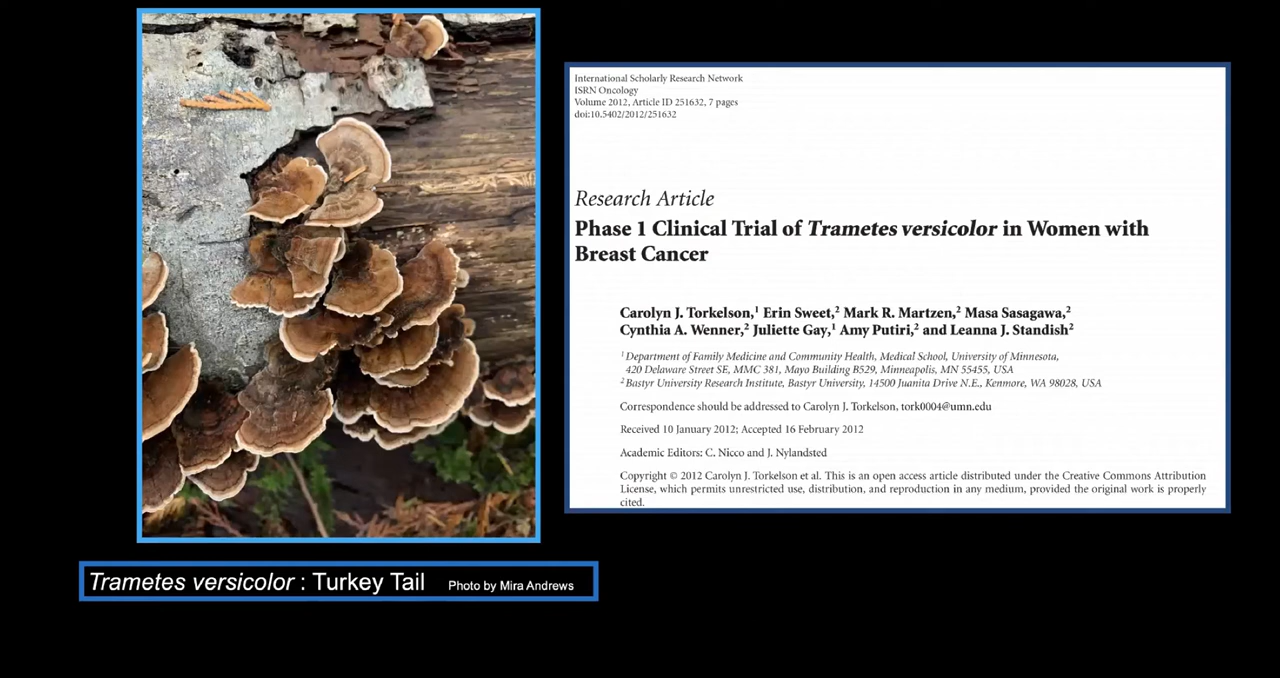 International Scholarly Research Network
ISRN Oncology
Volume 2012, Article ID 251632, 7 pages
doi:10.5402/2012/251632
Research Article
Phase 1 Clinical Trial of Trametes versicolor in Women with
Breast Cancer
Carolyn J. Torkelson,¹ Erin Sweet,² Mark R. Martzen,² Masa Sasagawa,²
Cynthia A. Wenner,² Juliette Gay,¹ Amy Putiri,² and Leanna J. Standish²
¹ Department of Family Medicine and Community Health, Medical School, University of Minnesota,
420 Delaware Street SE, MMC 381, Mayo Building B529, Minneapolis, MN 55455, USA
² Bastyr University Research Institute, Bastyr University, 14500 Juanita Drive N.E., Kenmore, WA 98028, USA
Correspondence should be addressed to Carolyn J. Torkelson, tork0004@umn.edu
Received 10 January 2012; Accepted 16 February 2012
Academic Editors: C. Nicco and J. Nylandsted
Copyright © 2012 Carolyn J. Torkelson et al. This is an open access article distributed under the Creative Commons Attribution
License, which permits unrestricted use, distribution, and reproduction in any medium, provided the original work is properly
cited.
Trametes versicolor : Turkey Tail Photo by Mira Andrews